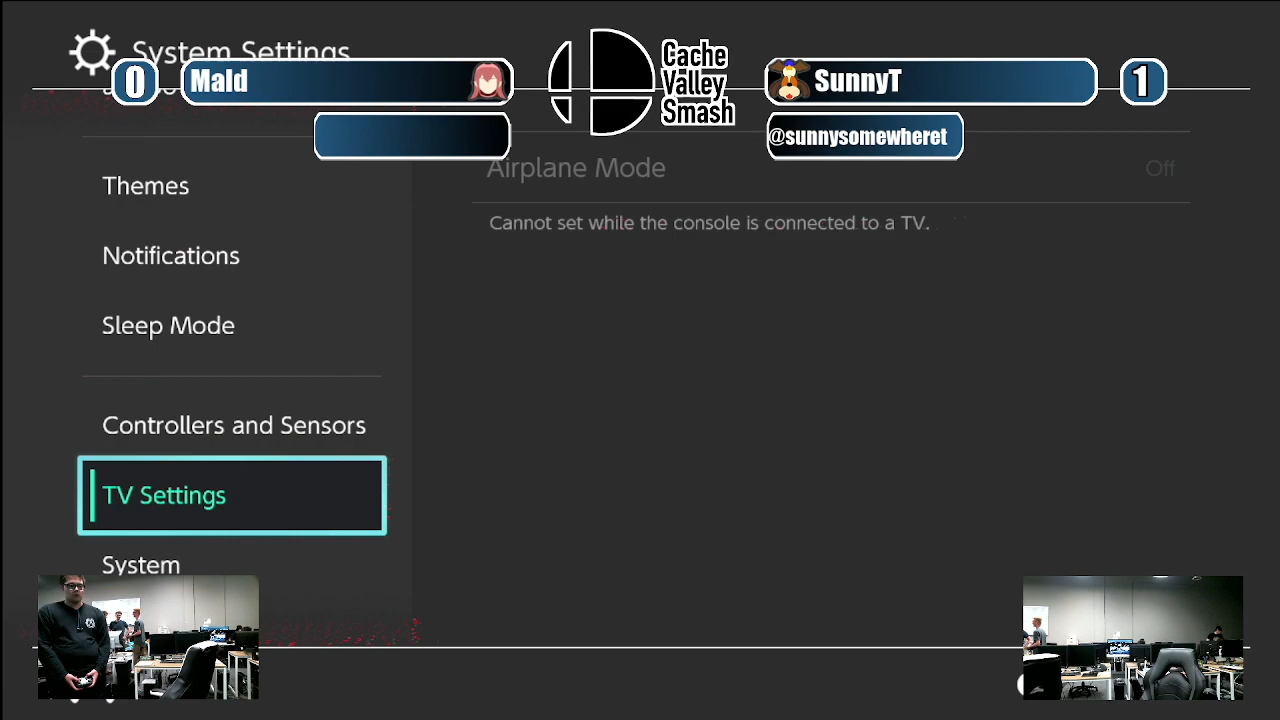 System Settings
0
Mald
Cache
Valley
Smash
SunnyT
1
@sunnysomewheret
Airplane Mode
Off
Cannot set while the console is connected to a TV.
Themes
Notifications
Sleep Mode
Controllers and Sensors
TV Settings
System